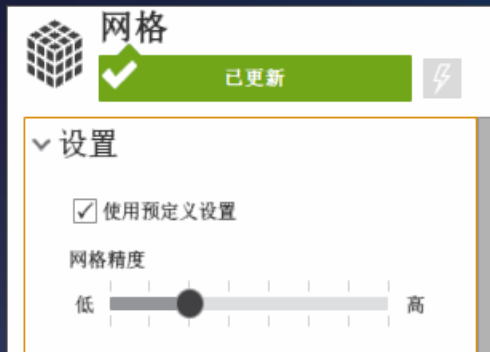 网格
已更新
设置
使用预定义设置
网格精度
低 高